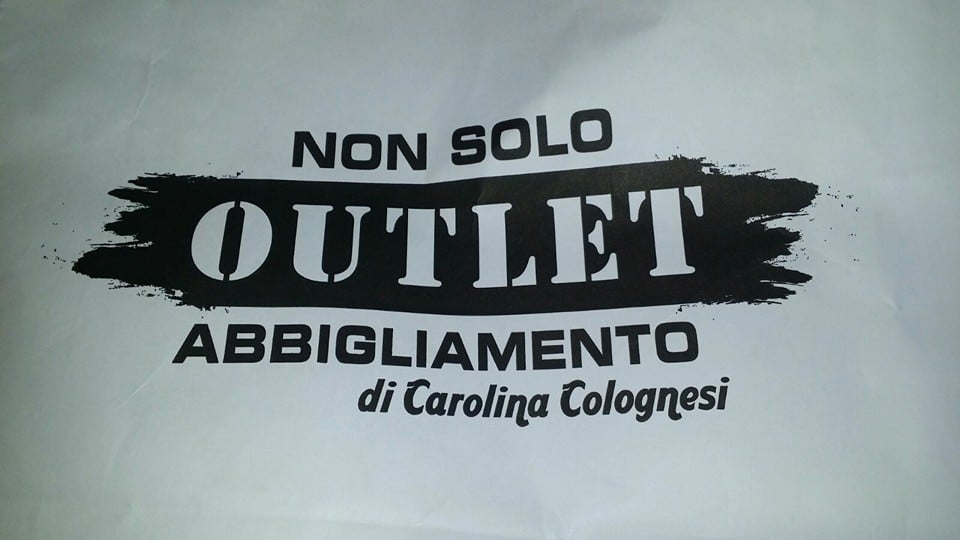 NON SOLO
OUTLET
ABBIGLIAMENTO
di Carolina Colognesi